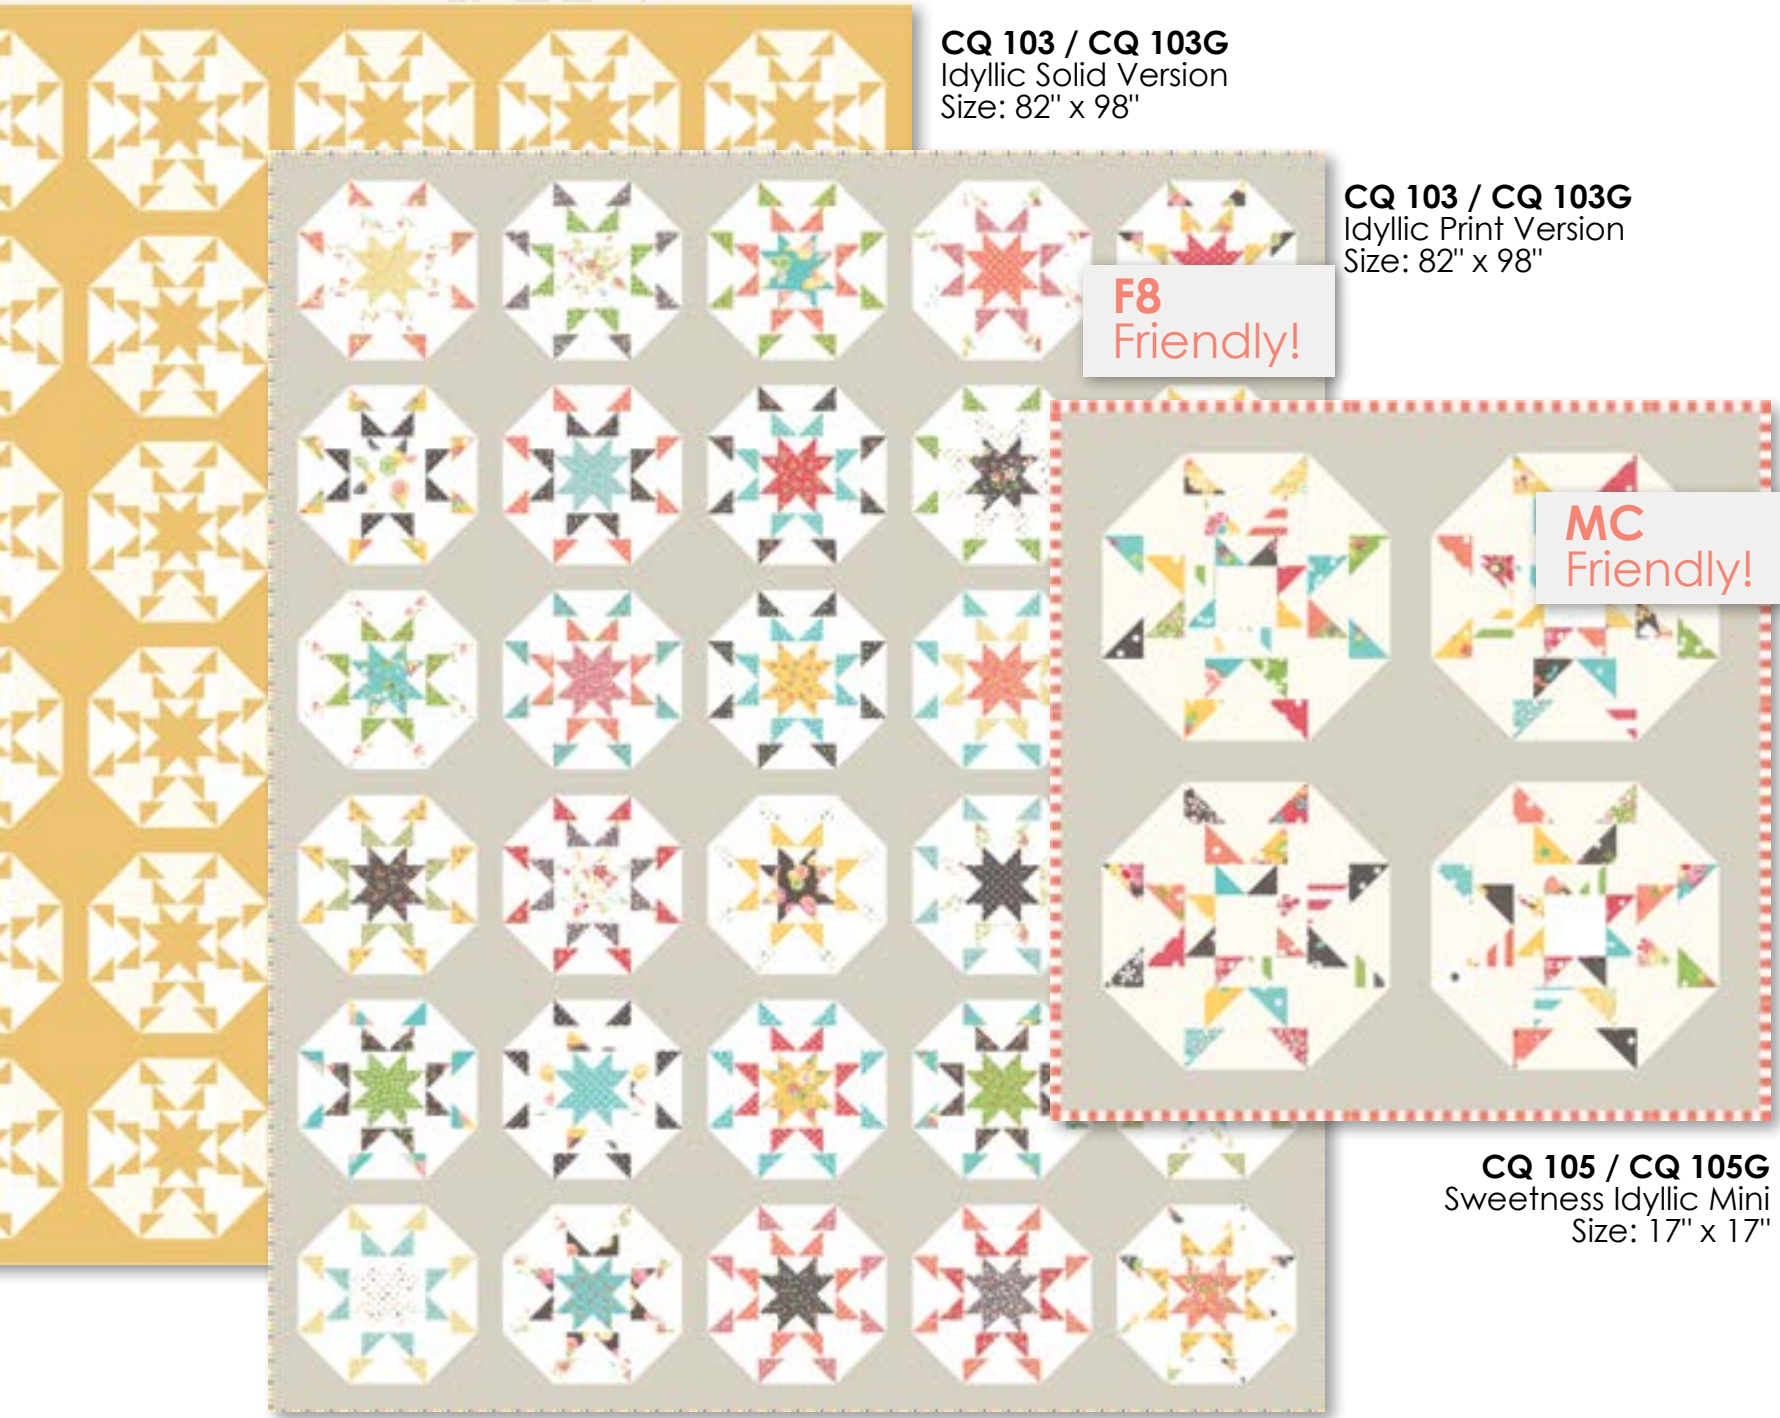 CQ 103 / CQ 103G
Idyllic Solid Version
Size: 82" x 98"
CQ 103 / CQ 103G
Idyllic Print Version
Size: 82" x 98"
F8
Friendly!
MC
Friendly!
CQ 105 / CQ 105G
Sweetness Idyllic Mini
Size: 17" x 17"